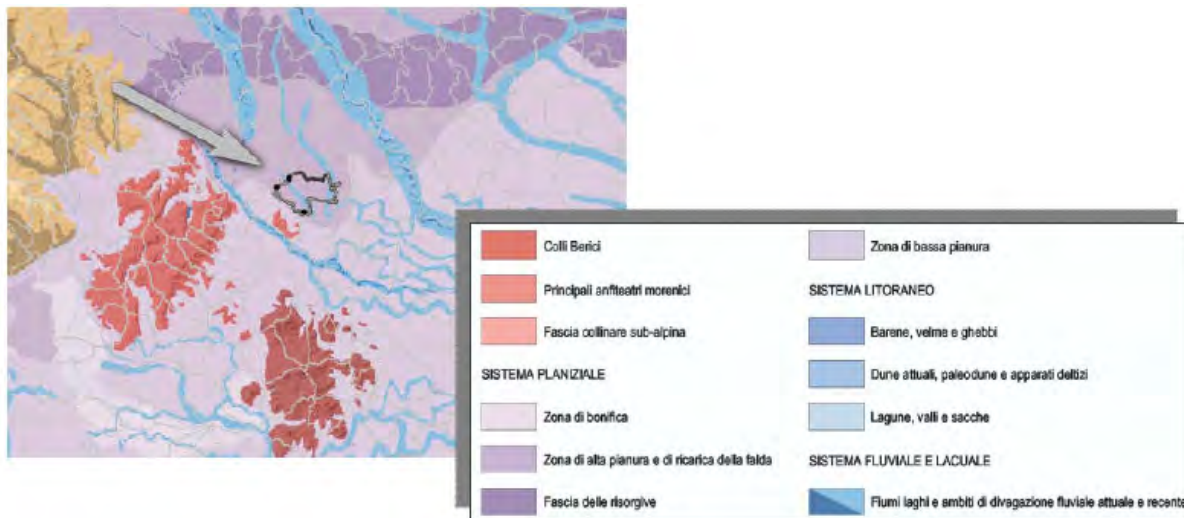 Colli Berici
Principali anfiteatri morenici
Fascia collinare sub-alpina
SISTEMA PLANIZIALE
Zona di bonifica
Zona di alta pianura e di ricarica della falda
Fascia delle risorgive
Zona di bassa pianura
SISTEMA LITORANEO
Barene, velme e ghebbi
Dune attuali, paleodune e apparati deltizi
Lagune, valli e sacche
SISTEMA FLUVIALE E LACUALE
Fiumi laghi e ambiti di divagazione fluviale attuale e recente